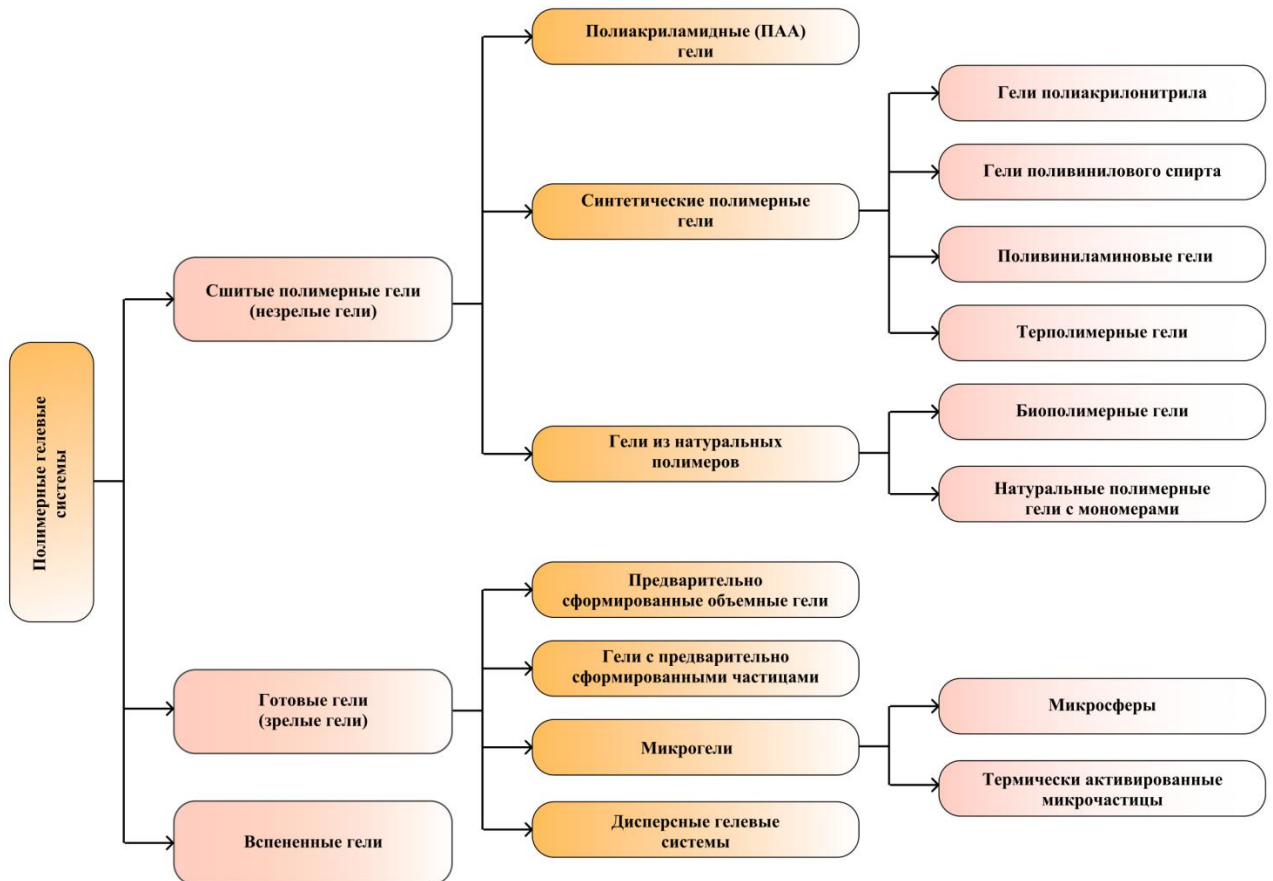 Полимерные гелевые
системы
Сшитые полимерные гели
(незрелые гели)
Полиакриламидные (ПАА)
гели
Синтетические полимерные
гели
Гели полиакрилонитрила
Гели поливинилового спирта
Поливиниламиновые гели
Терполимерные гели
Гели из натуральных
полимеров
Биополимерные гели
Натуральные полимерные
гели с мономерами
Готовые гели
(зрелые гели)
Предварительно
сформированные объемные гели
Гели с предварительно
сформированными частицами
Микрогели
Микросферы
Термически активированные
микрочастицы
Дисперсные гелевые
системы
Вспененные гели